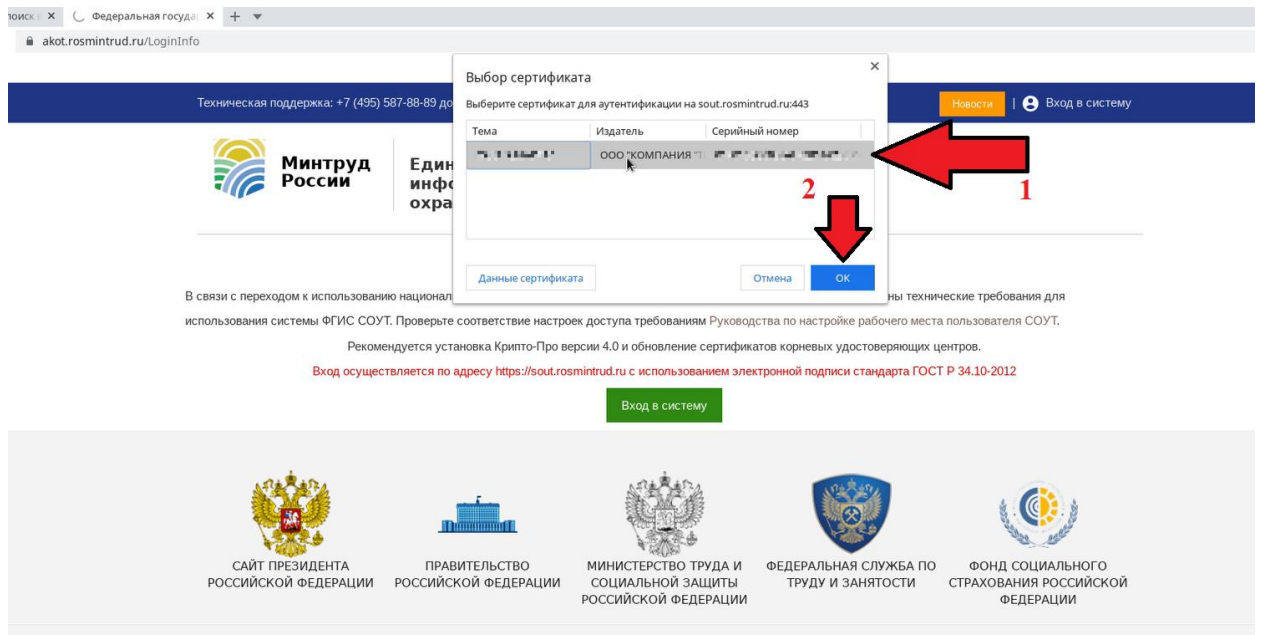 поиск
Федеральная государ
akot.rosmintrud.ru/LoginInfo
Техническая поддержка: +7 (495) 587-88-89 до
Новости | Вход в систему
Выбор сертификата
Выберите сертификат для аутентификации на sout.rosmintrud.ru:443
Тема Издатель Серийный номер
ООО "КОМПАНИЯ "Т
1
2
Данные сертификата Отмена ОК
Минтруд
России
Един
инфо
охра
В связи с переходом к использованию национал ны технические требования для
использования системы ФГИС СОУТ. Проверьте соответствие настроек доступа требованиям Руководства по настройке рабочего места пользователя СОУТ.
Рекомендуется установка Крипто-Про версии 4.0 и обновление сертификатов корневых удостоверяющих центров.
Вход осуществляется по адресу https://sout.rosmintrud.ru с использованием электронной подписи стандарта ГОСТ Р 34.10-2012
Вход в систему
САЙТ ПРЕЗИДЕНТА
РОССИЙСКОЙ ФЕДЕРАЦИИ
ПРАВИТЕЛЬСТВО
РОССИЙСКОЙ ФЕДЕРАЦИИ
МИНИСТЕРСТВО ТРУДА И
СОЦИАЛЬНОЙ ЗАЩИТЫ
РОССИЙСКОЙ ФЕДЕРАЦИИ
ФЕДЕРАЛЬНАЯ СЛУЖБА ПО
ТРУДУ И ЗАНЯТОСТИ
ФОНД СОЦИАЛЬНОГО
СТРАХОВАНИЯ РОССИЙСКОЙ
ФЕДЕРАЦИИ